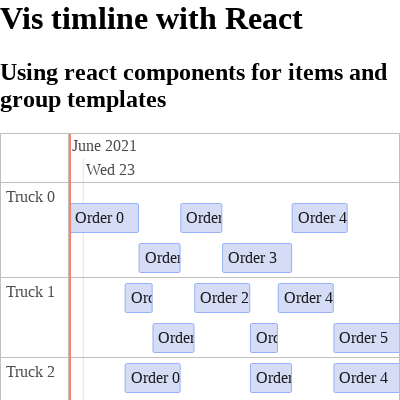 Vis timline with React
Using react components for items and
group templates
June 2021
Wed 23
Truck 0
Order 0
Order
Order 4
Order
Order 3
Truck 1
Ord
Order 2
Order 4
Order
Ord
Order 5
Truck 2
Order 0
Order
Order 4